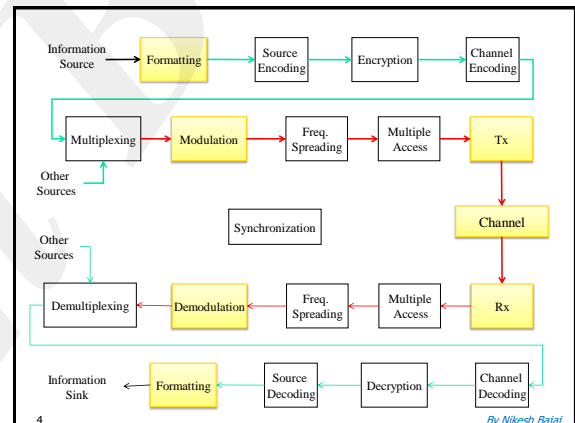 Information
Source
Formatting
Source
Encoding
Encryption
Channel
Encoding
Multiplexing
Modulation
Freq.
Spreading
Multiple
Access
Tx
Other
Sources
Channel
Synchronization
Other
Sources
Demultiplexing
Demodulation
Freq.
Spreading
Multiple
Access
Rx
Information
Sink
Formatting
Source
Decoding
Decryption
Channel
Decoding
4
By Nikesh Bajaj